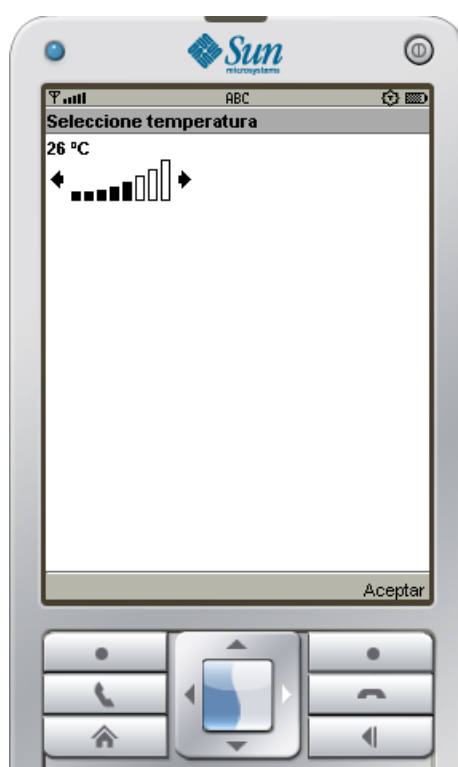 Sun
microsystems
ABC
Seleccione temperatura
26 ºC
Aceptar